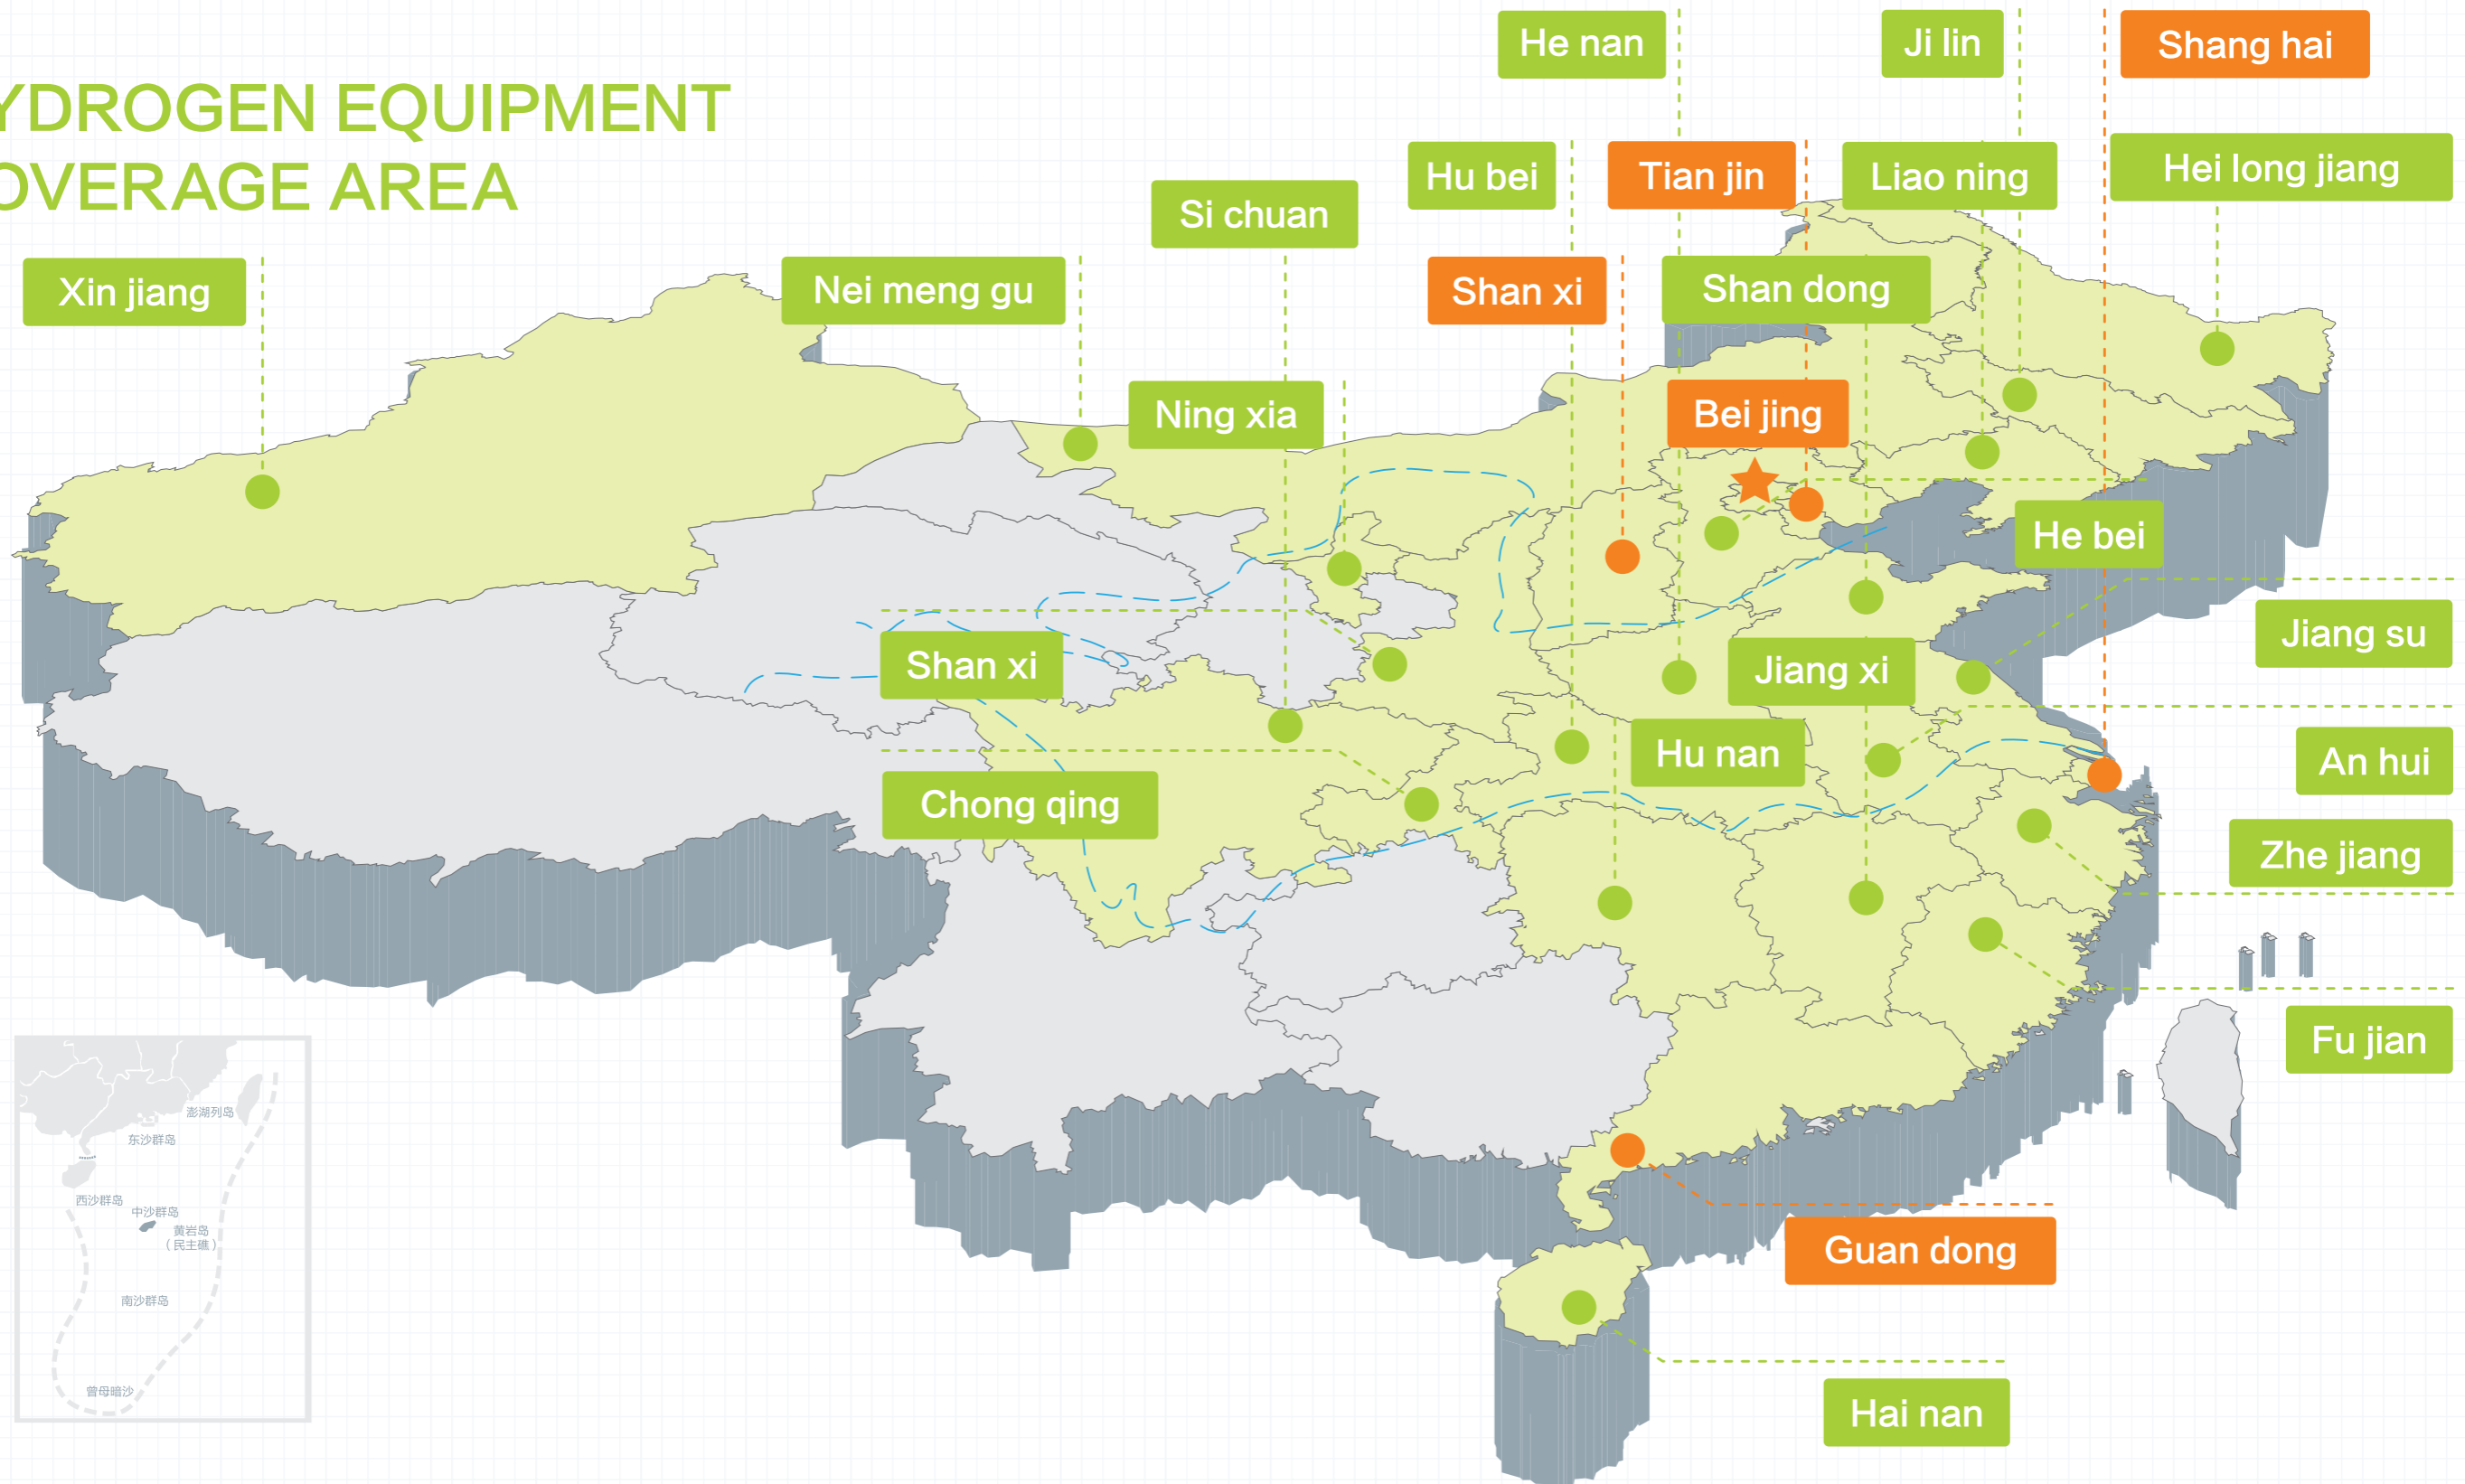 YDROGEN EQUIPMENT
OVERAGE AREA
He nan
Ji lin
Shang hai
Hu bei
Tian jin
Liao ning
Hei long jiang
Si chuan
Xin jiang
Nei meng gu
Shan xi
Shan dong
Ning xia
Bei jing
He bei
Jiang su
Shan xi
Jiang xi
Hu nan
An hui
Chong qing
Zhe jiang
Fu jian
Guan dong
Hai nan
澎湖列岛
东沙群岛
西沙群岛
中沙群岛
黄岩岛
（民主礁）
南沙群岛
曾母暗沙